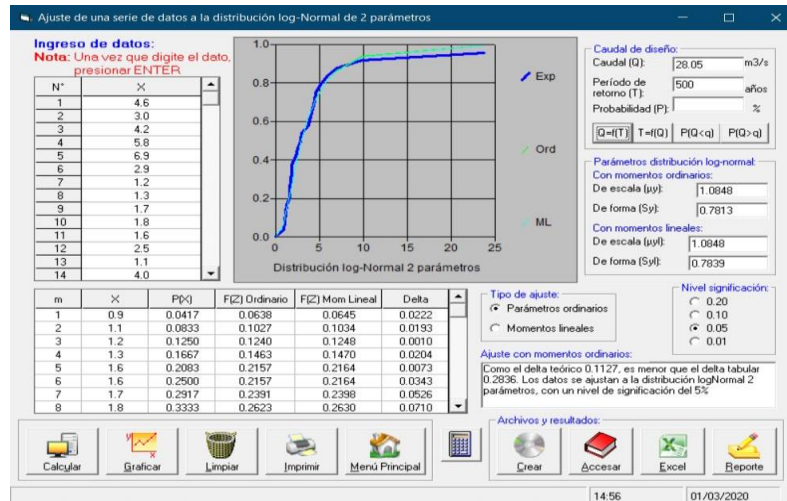 Ajuste de una serie de datos a la distribución log-Normal de 2 parámetros
Ingreso de datos:
Nota: Una vez que digite el dato,
presionar ENTER
N° X
1 4.6
2 3.0
3 4.2
4 5.8
5 6.9
6 2.9
7 1.2
8 1.3
9 1.7
10 1.8
11 1.6
12 2.5
13 1.1
14 4.0
1.0
0.8
0.6
0.4
0.2
0.0
0 5 10 15 20 25
Distribución log-Normal 2 parámetros
Exp
Ord
ML
Caudal de diseño:
Caudal (Q): 28.05 m3/s
Período de
retorno (T): 500 años
Probabilidad (P): %
Q=f(T) T=f(Q) P(Q<q) P(Q>q)
Parámetros distribución log-normal:
Con momentos ordinarios:
De escala (µy): 1.0848
De forma (Sy): 0.7813
Con momentos lineales:
De escala (µyl): 1.0848
De forma (Syl): 0.7839
m X P(X) F(Z) Ordinario F(Z) Mom Lineal Delta
1 0.9 0.0417 0.0638 0.0645 0.0222
2 1.1 0.0833 0.1027 0.1034 0.0193
3 1.2 0.1250 0.1240 0.1248 0.0010
4 1.3 0.1667 0.1463 0.1470 0.0204
5 1.6 0.2083 0.2157 0.2164 0.0073
6 1.6 0.2500 0.2157 0.2164 0.0343
7 1.7 0.2917 0.2391 0.2398 0.0526
8 1.8 0.3333 0.2623 0.2630 0.0710
Tipo de ajuste:
Parámetros ordinarios
Momentos lineales
Nivel significación:
0.20
0.10
0.05
0.01
Ajuste con momentos ordinarios:
Como el delta teórico 0.1127, es menor que el delta tabular
0.2836. Los datos se ajustan a la distribución logNormal 2
parámetros, con un nivel de significación del 5%
Calcular Graficar Limpiar Imprimir Menú Principal
Archivos y resultados:
Crear Accesar Excel Reporte
14:56 01/03/2020